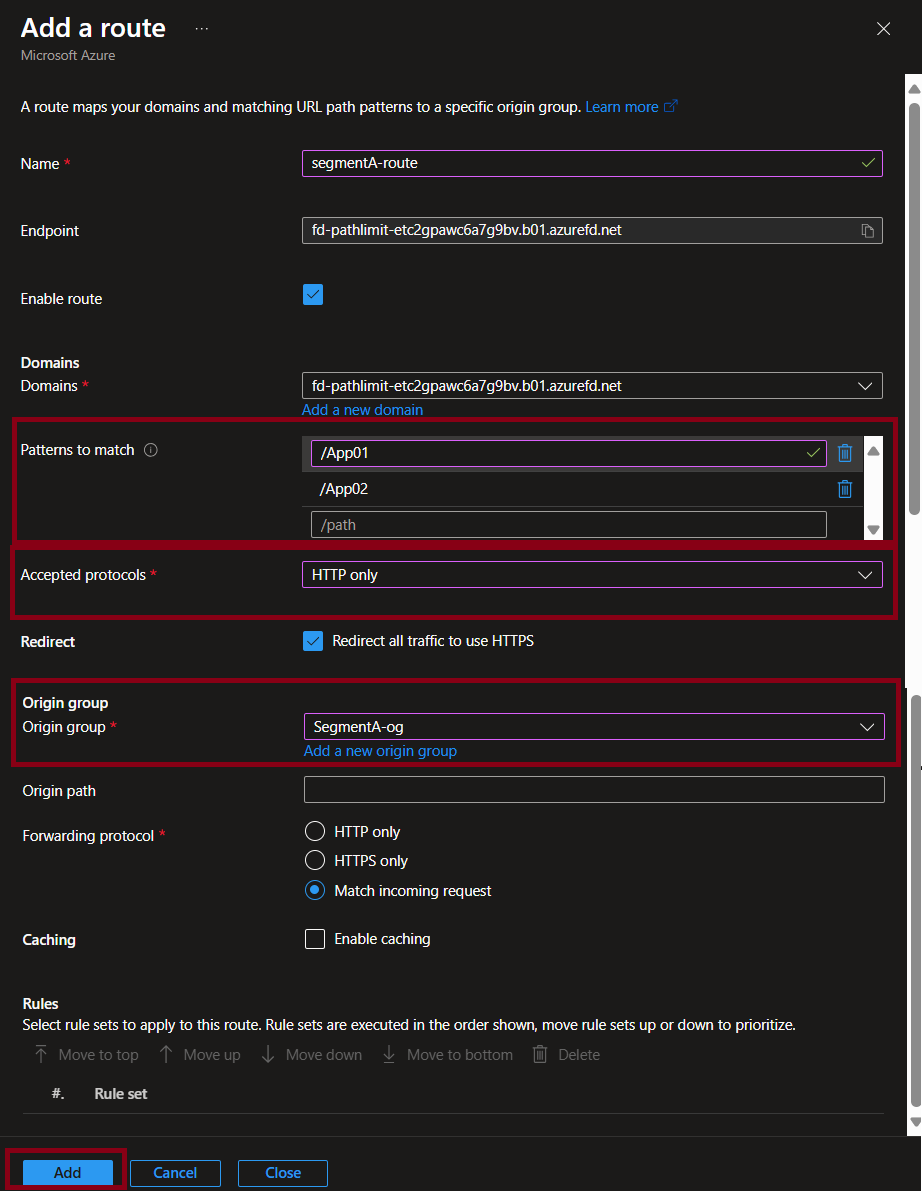 Add a route ...
Microsoft Azure
A route maps your domains and matching URL path patterns to a specific origin group. Learn more
Name * segmentA-route
Endpoint fd-pathlimit-etc2gpawc6a7g9bv.b01.azurefd.net
Enable route
Domains
Domains * fd-pathlimit-etc2gpawc6a7g9bv.b01.azurefd.net
Add a new domain
Patterns to match /App01
/App02
/path
Accepted protocols * HTTP only
Redirect Redirect all traffic to use HTTPS
Origin group
Origin group * SegmentA-og
Add a new origin group
Origin path
Forwarding protocol * HTTP only
HTTPS only
Match incoming request
Caching Enable caching
Rules
Select rule sets to apply to this route. Rule sets are executed in the order shown, move rule sets up or down to prioritize.
Move to top Move up Move down Move to bottom Delete
#. Rule set
Add Cancel Close